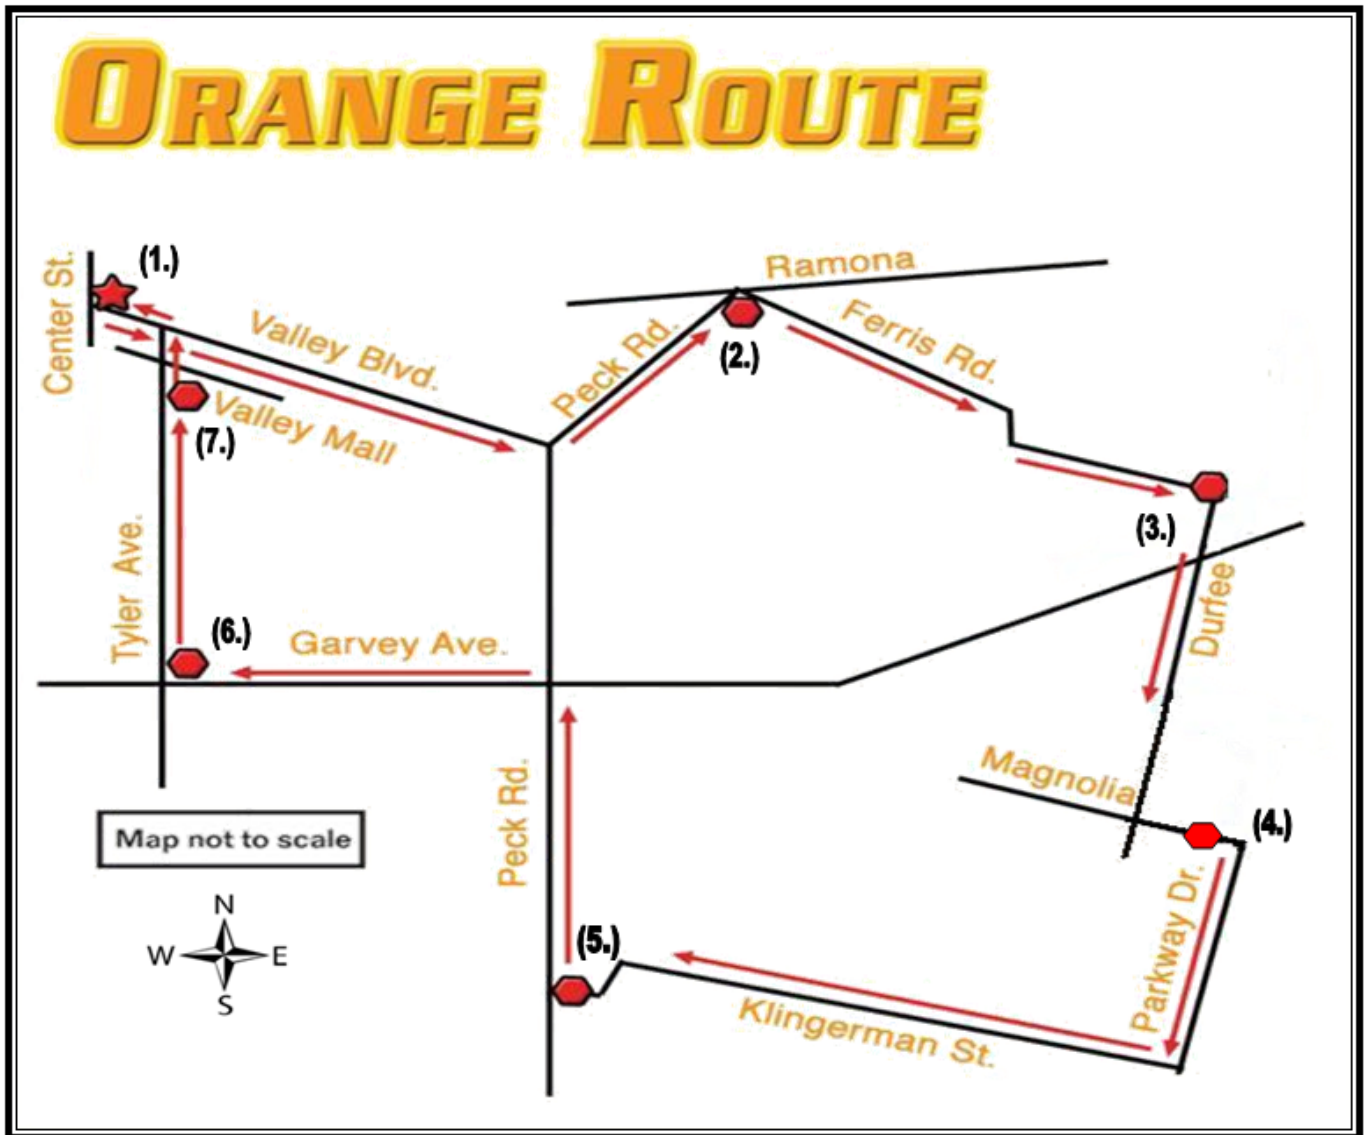 ORANGE ROUTE
(1.)
Center St.
Ramona
Valley Blvd.
Peck Rd.
Ferris Rd.
(2.)
Valley Mall
(7.)
(3.)
Tyler Ave.
Durfee
(6.)
Garvey Ave.
Magnolia
(4.)
Peck Rd.
Map not to scale
Parkway Dr.
N
W E
S
(5.)
Klingerman St.